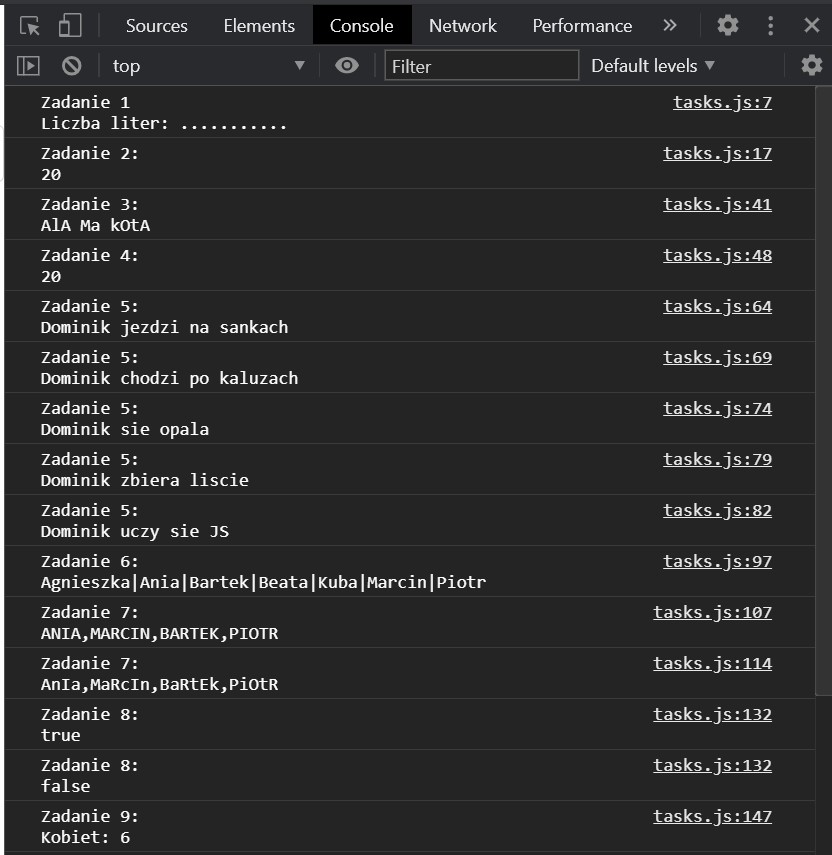 Sources Elements Console Network Performance »
top Filter Default levels
Zadanie 1 tasks.js:7
Liczba liter: ...........
Zadanie 2: tasks.js:17
20
Zadanie 3: tasks.js:41
AlA Ma kOtA
Zadanie 4: tasks.js:48
20
Zadanie 5: tasks.js:64
Dominik jezdzi na sankach
Zadanie 5: tasks.js:69
Dominik chodzi po kaluzach
Zadanie 5: tasks.js:74
Dominik sie opala
Zadanie 5: tasks.js:79
Dominik zbiera liscie
Zadanie 5: tasks.js:82
Dominik uczy sie JS
Zadanie 6: tasks.js:97
Agnieszka|Ania|Bartek|Beata|Kuba|Marcin|Piotr
Zadanie 7: tasks.js:107
ANIA,MARCIN,BARTEK,PIOTR
Zadanie 7: tasks.js:114
AnIa,MaRcIn,BaRtEk,PiOtR
Zadanie 8: tasks.js:132
true
Zadanie 8: tasks.js:132
false
Zadanie 9: tasks.js:147
Kobiet: 6